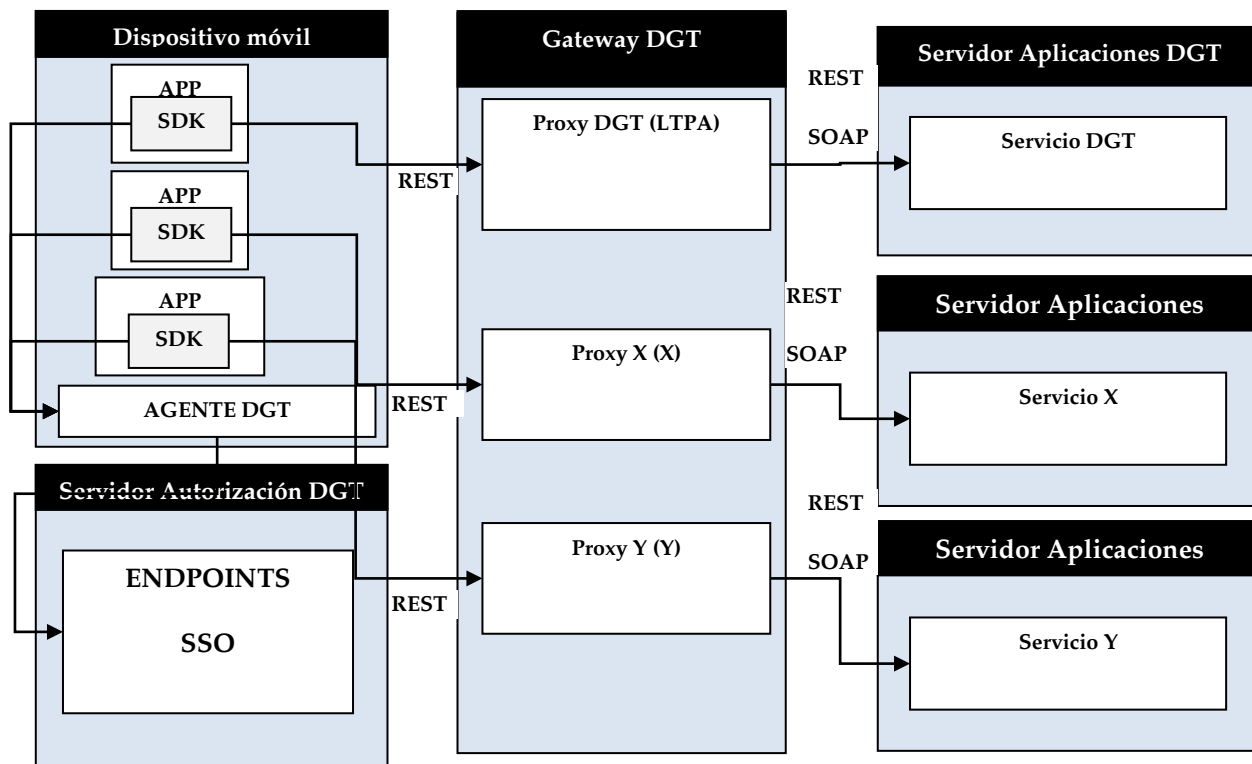 Dispositivo móvil
APP
SDK
APP
SDK
APP
SDK
AGENTE DGT
Servidor Autorización DGT
ENDPOINTS
SSO
REST
REST
REST
Gateway DGT
Proxy DGT (LTPA)
Proxy X (X)
Proxy Y (Y)
REST
SOAP
REST
SOAP
REST
SOAP
Servidor Aplicaciones DGT
Servicio DGT
Servidor Aplicaciones
Servicio X
Servidor Aplicaciones
Servicio Y